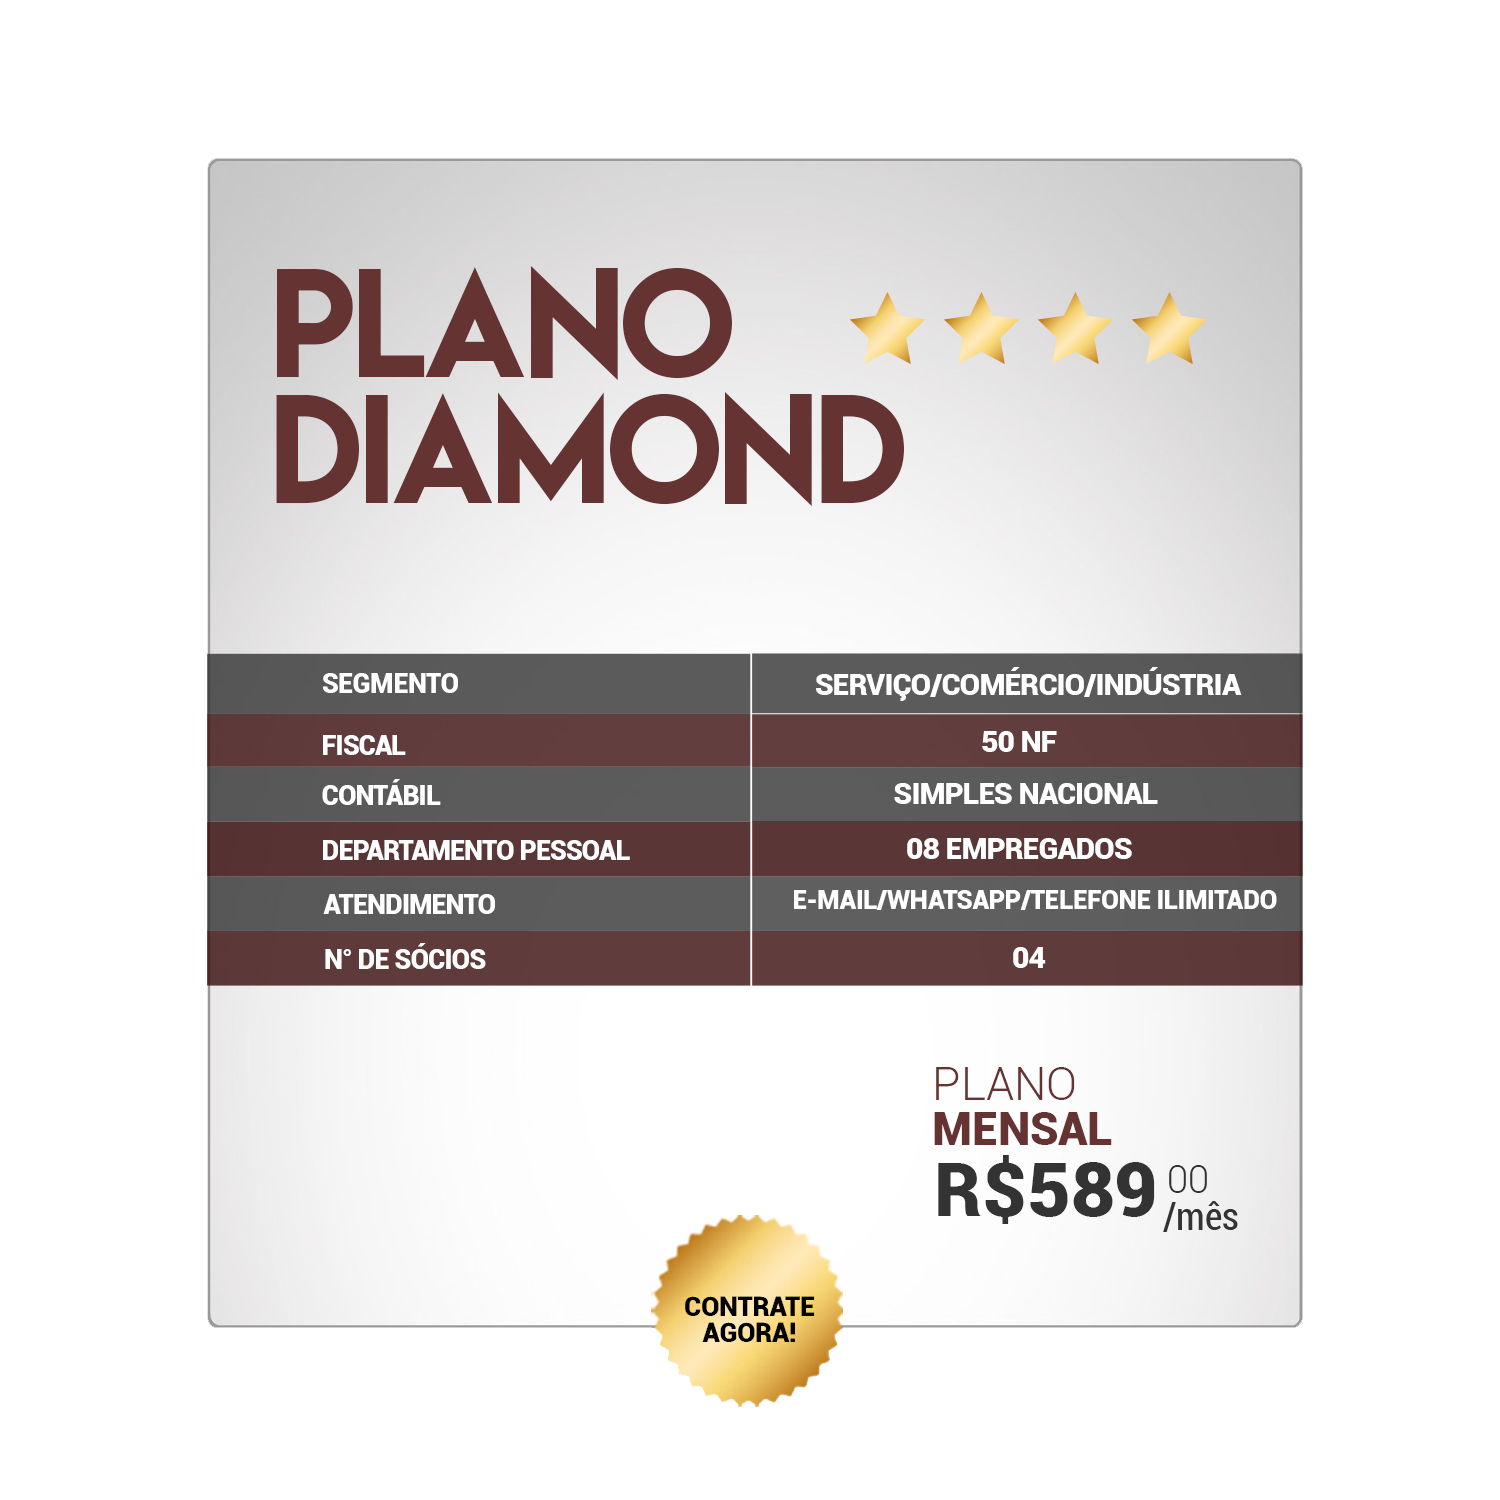 PLANO
DIAMOND
SEGMENTO
SERVIÇO/COMÉRCIO/INDÚSTRIA
FISCAL
50 NF
CONTÁBIL
SIMPLES NACIONAL
DEPARTAMENTO PESSOAL
08 EMPREGADOS
ATENDIMENTO
E-MAIL/WHATSAPP/TELEFONE ILIMITADO
N° DE SÓCIOS
04
PLANO
MENSAL
R$589 00
/mês
CONTRATE
AGORA!